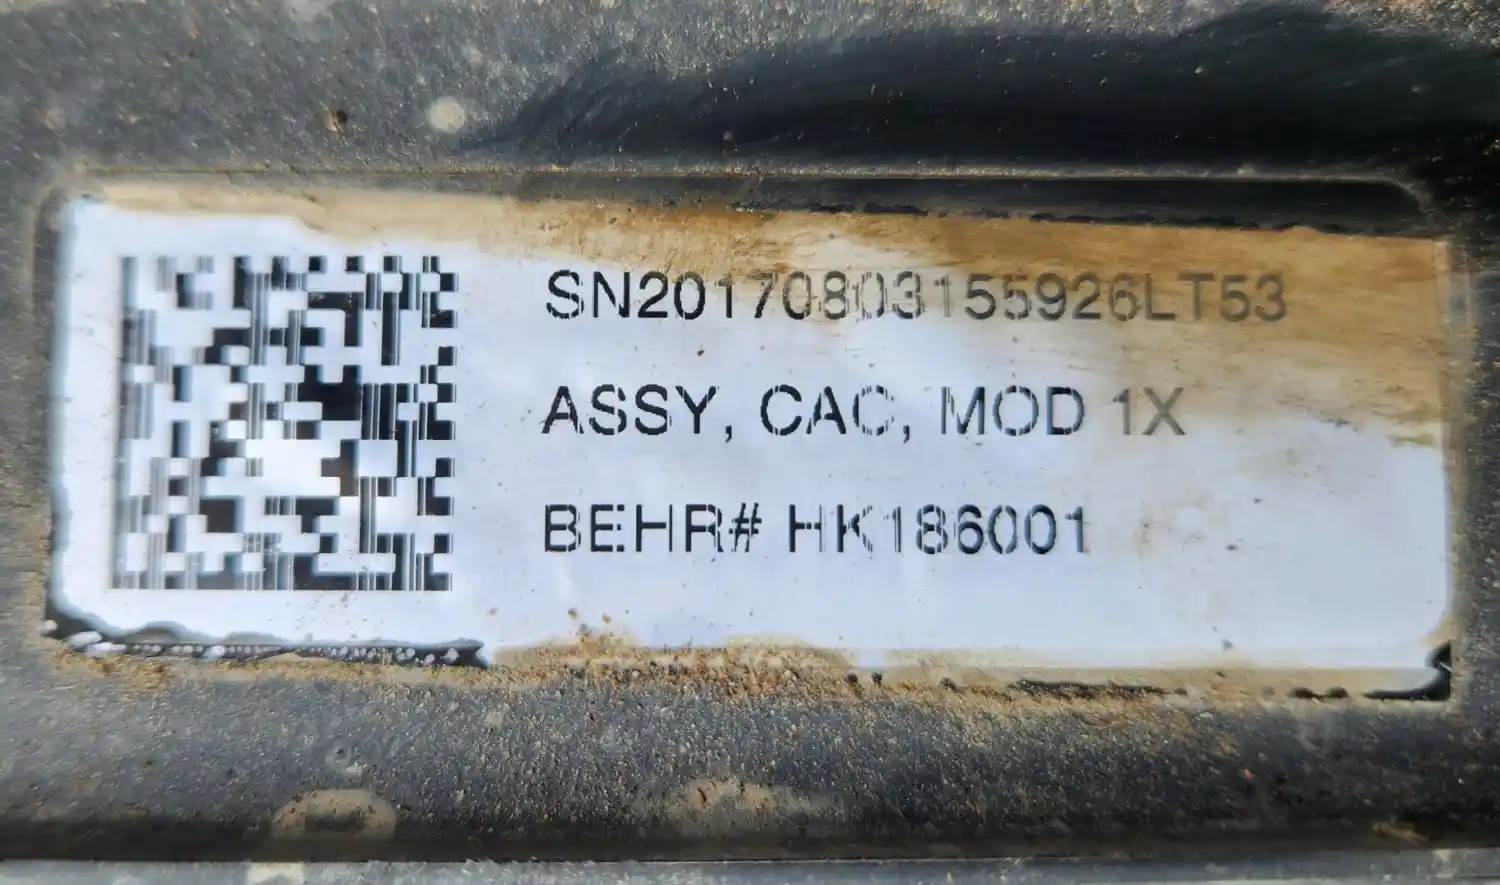 SN20170803155926LT53
ASSY, CAC, MOD 1X
BEHR# HK186001